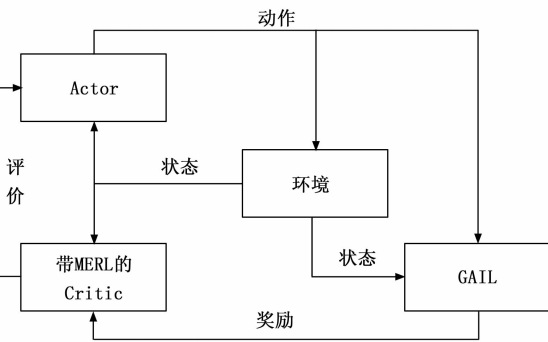 动作
Actor
评
价
状态
环境
带MERL的
Critic
状态
GAIL
奖励